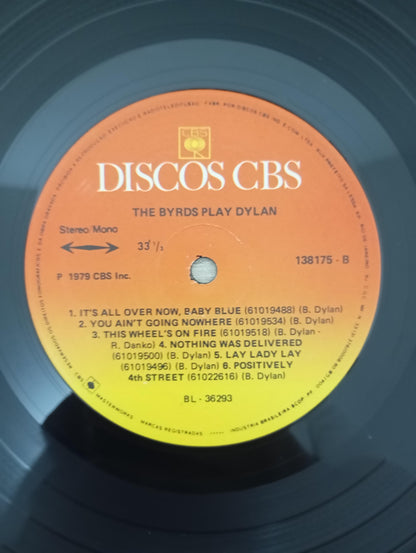 CBS
DISCOS CBS
THE BYRDS PLAY DYLAN
Stereo/Mono
33 1/3
138175 - B
P 1979 CBS Inc.
1. IT'S ALL OVER NOW, BABY BLUE (61019488) (B. Dylan)
2. YOU AIN'T GOING NOWHERE (61019534) (B. Dylan)
3. THIS WHEEL'S ON FIRE (61019518) (B. Dylan -
R. Danko) 4. NOTHING WAS DELIVERED
(61019500) (B. Dylan) 5. LAY LADY LAY
(61019496) (B. Dylan) 6. POSITIVELY
4th STREET (61022616) (B. Dylan)
BL - 36293
MASTERWORKS MARCAS REGISTRADAS INDÚSTRIA BRASILEIRA